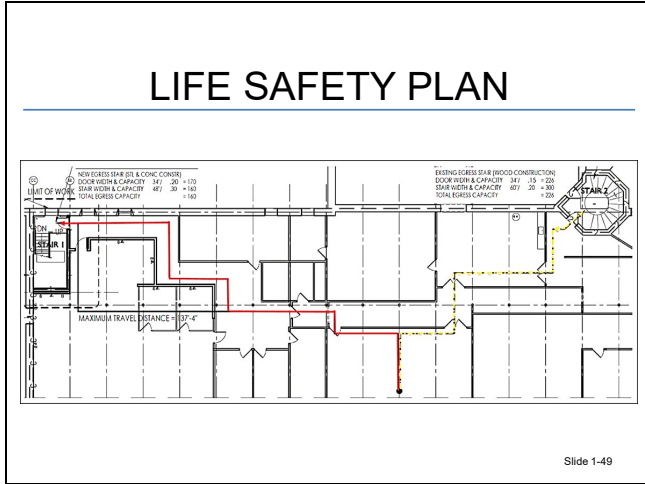 LIFE SAFETY PLAN
NEW EGRESS STAIR (STL & CONC CONSTR)
DOOR WIDTH & CAPACITY 34"/ .20 = 170
STAIR WIDTH & CAPACITY 48"/ .30 = 160
TOTAL EGRESS CAPACITY = 160
EXISTING EGRESS STAIR (WOOD CONSTRUCTION)
DOOR WIDTH & CAPACITY 34"/ .15 = 226
STAIR WIDTH & CAPACITY 60"/ .20 = 300
TOTAL EGRESS CAPACITY = 226
LIMIT OF WORK
STAIR 2
DN
UP
STAIR 1
MAXIMUM TRAVEL DISTANCE = 137'-4"
Slide 1-49